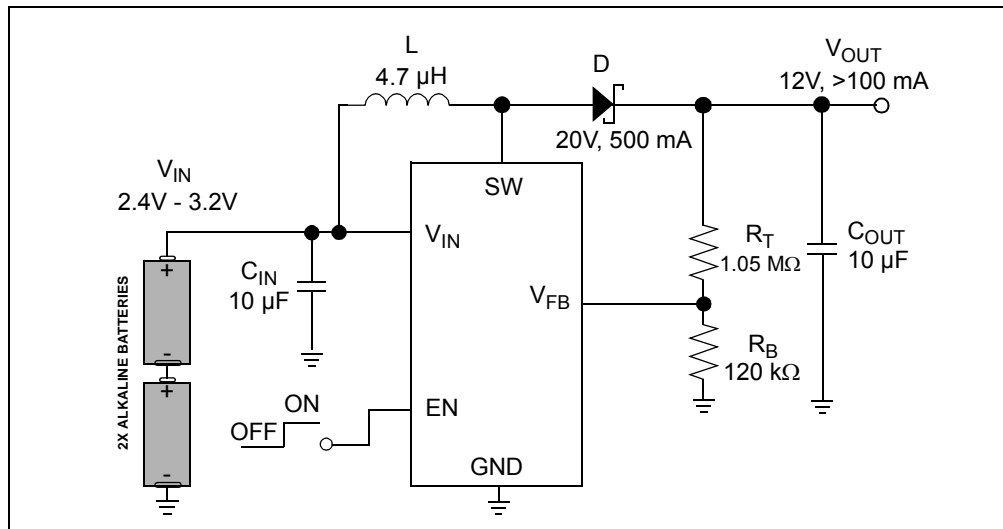 L
4.7 µH
D
20V, 500 mA
V_OUT
12V, >100 mA
V_IN
2.4V - 3.2V
SW
V_IN
C_IN
10 µF
R_T
1.05 MΩ
C_OUT
10 µF
V_FB
R_B
120 kΩ
2X ALKALINE BATTERIES
+
-
+
-
ON
OFF
EN
GND